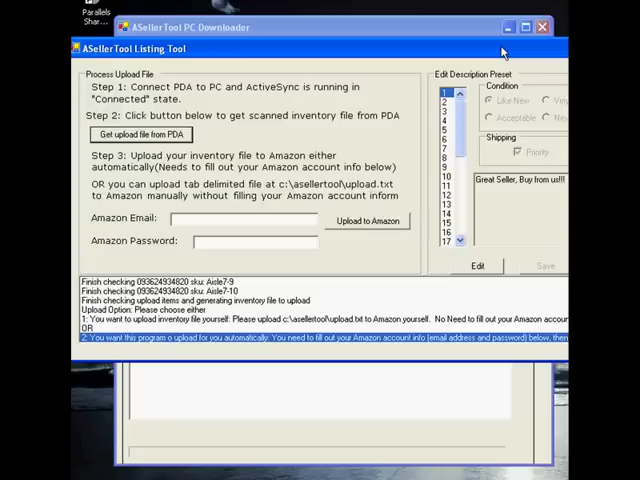 Parallels
Shar...
ASellerTool PC Downloader
ASellerTool Listing Tool
Process Upload File
Step 1: Connect PDA to PC and ActiveSync is running in
"Connected" state.
Step 2: Click button below to get scanned inventory file from PDA
Get upload file from PDA
Step 3: Upload your inventory file to Amazon either
automatically(Needs to fill out your Amazon account info below)
OR you can upload tab delimited file at c:\asellertool\upload.txt
to Amazon manually without filling your Amazon account inform
Amazon Email:
Upload to Amazon
Amazon Password:
Edit Description Preset
1
2
3
4
5
6
7
8
9
10
11
12
13
14
15
16
17
Condition
Like New
Very
Acceptable
Ne
Shipping
Priority
Great Seller, Buy from us!!!
Edit
Save
Finish checking 093624934820 sku: Aisle7-9
Finish checking 093624934820 sku: Aisle7-10
Finish checking upload items and generating inventory file to upload
Upload Option: Please choose either
1: You want to upload inventory file yourself: Please upload c:\asellertool\upload.txt to Amazon yourself. No Need to fill out your Amazon accoun
OR
2: You want this program o upload for you automatically: You need to fill out your Amazon account info (email address and password) below, then